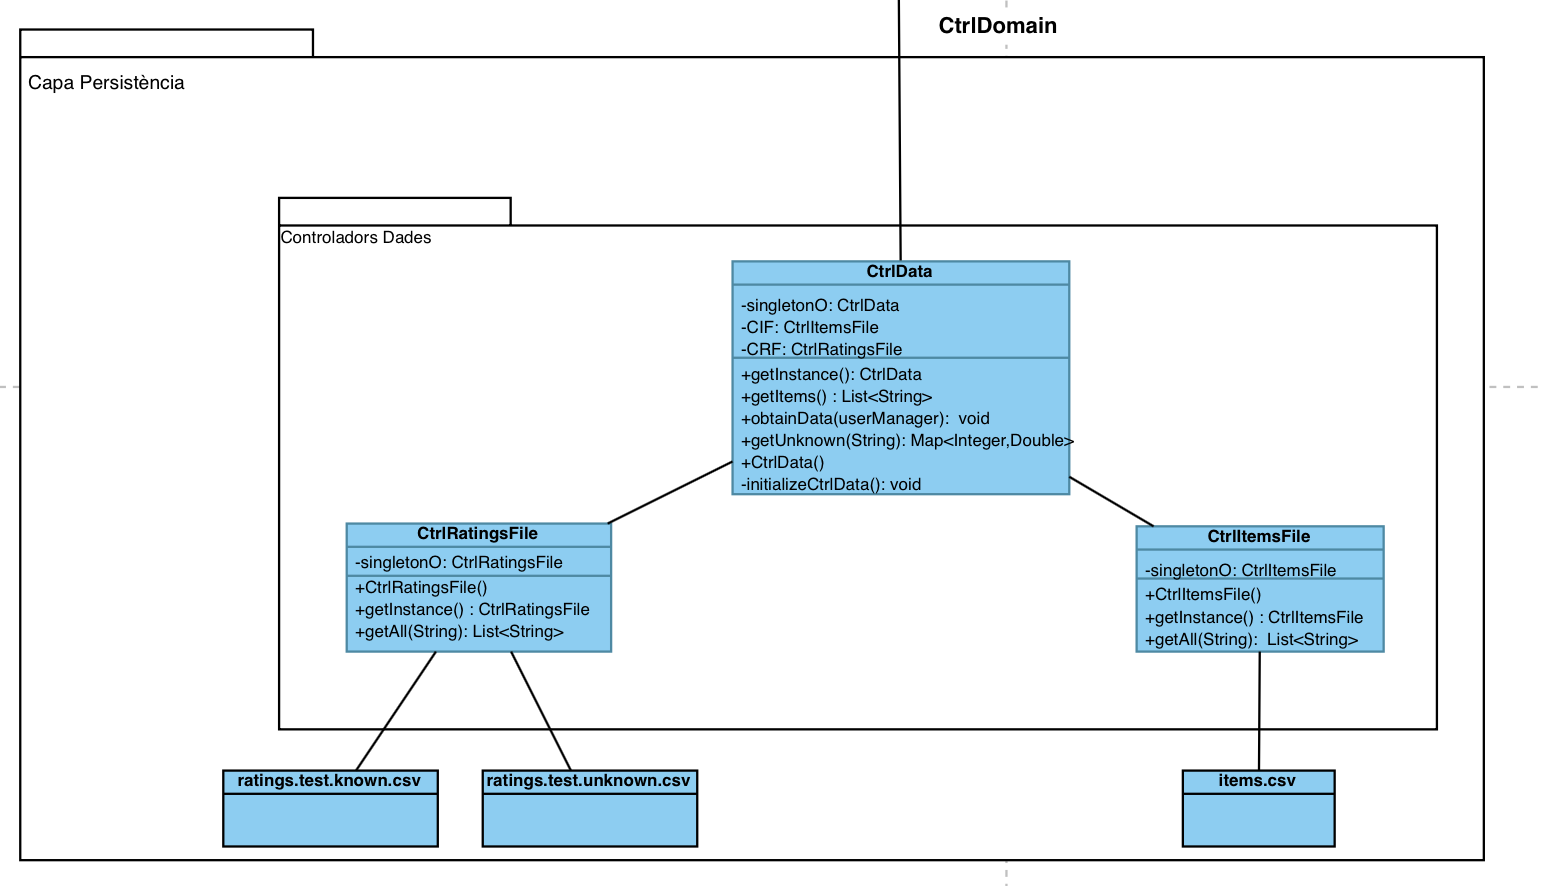 CtrlDomain
Capa Persistència
Controladors Dades
CtrlData
-singletonO: CtrlData
-CIF: CtrlItemsFile
-CRF: CtrlRatingsFile
+getInstance(): CtrlData
+getItems() : List<String>
+obtainData(userManager):  void
+getUnknown(String): Map<Integer,Double>
+CtrlData()
-initializeCtrlData(): void
CtrlRatingsFile
-singletonO: CtrlRatingsFile
+CtrlRatingsFile()
+getInstance() : CtrlRatingsFile
+getAll(String): List<String>
CtrlItemsFile
-singletonO: CtrlItemsFile
+CtrlItemsFile()
+getInstance() : CtrlItemsFile
+getAll(String):  List<String>
ratings.test.known.csv
ratings.test.unknown.csv
items.csv